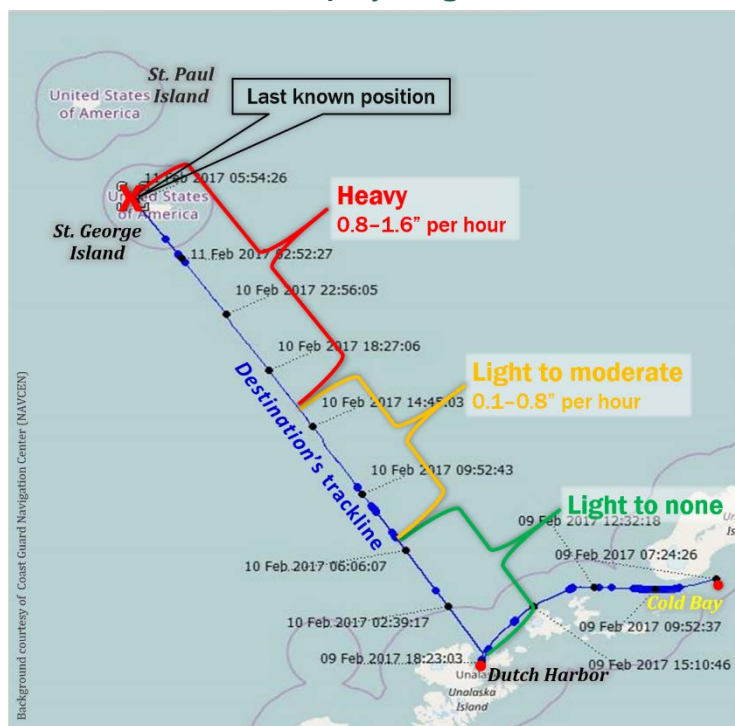 St. Paul
Island
United States
of America
Last known position
11 Feb 2017 05:54:26
United States
of America
St. George
Island
Heavy
0.8–1.6" per hour
11 Feb 2017 02:52:27
10 Feb 2017 22:56:05
10 Feb 2017 18:27:06
Light to moderate
0.1–0.8" per hour
10 Feb 2017 14:45:03
Destination's trackline
10 Feb 2017 09:52:43
Light to none
09 Feb 2017 12:32:18
09 Feb 2017 07:24:26
10 Feb 2017 06:06:07
Cold Bay
10 Feb 2017 02:39:17
09 Feb 2017 09:52:37
09 Feb 2017 18:23:03
09 Feb 2017 15:10:46
Dutch Harbor
Unalaska
Island
Background courtesy of Coast Guard Navigation Center (NAVCEN)